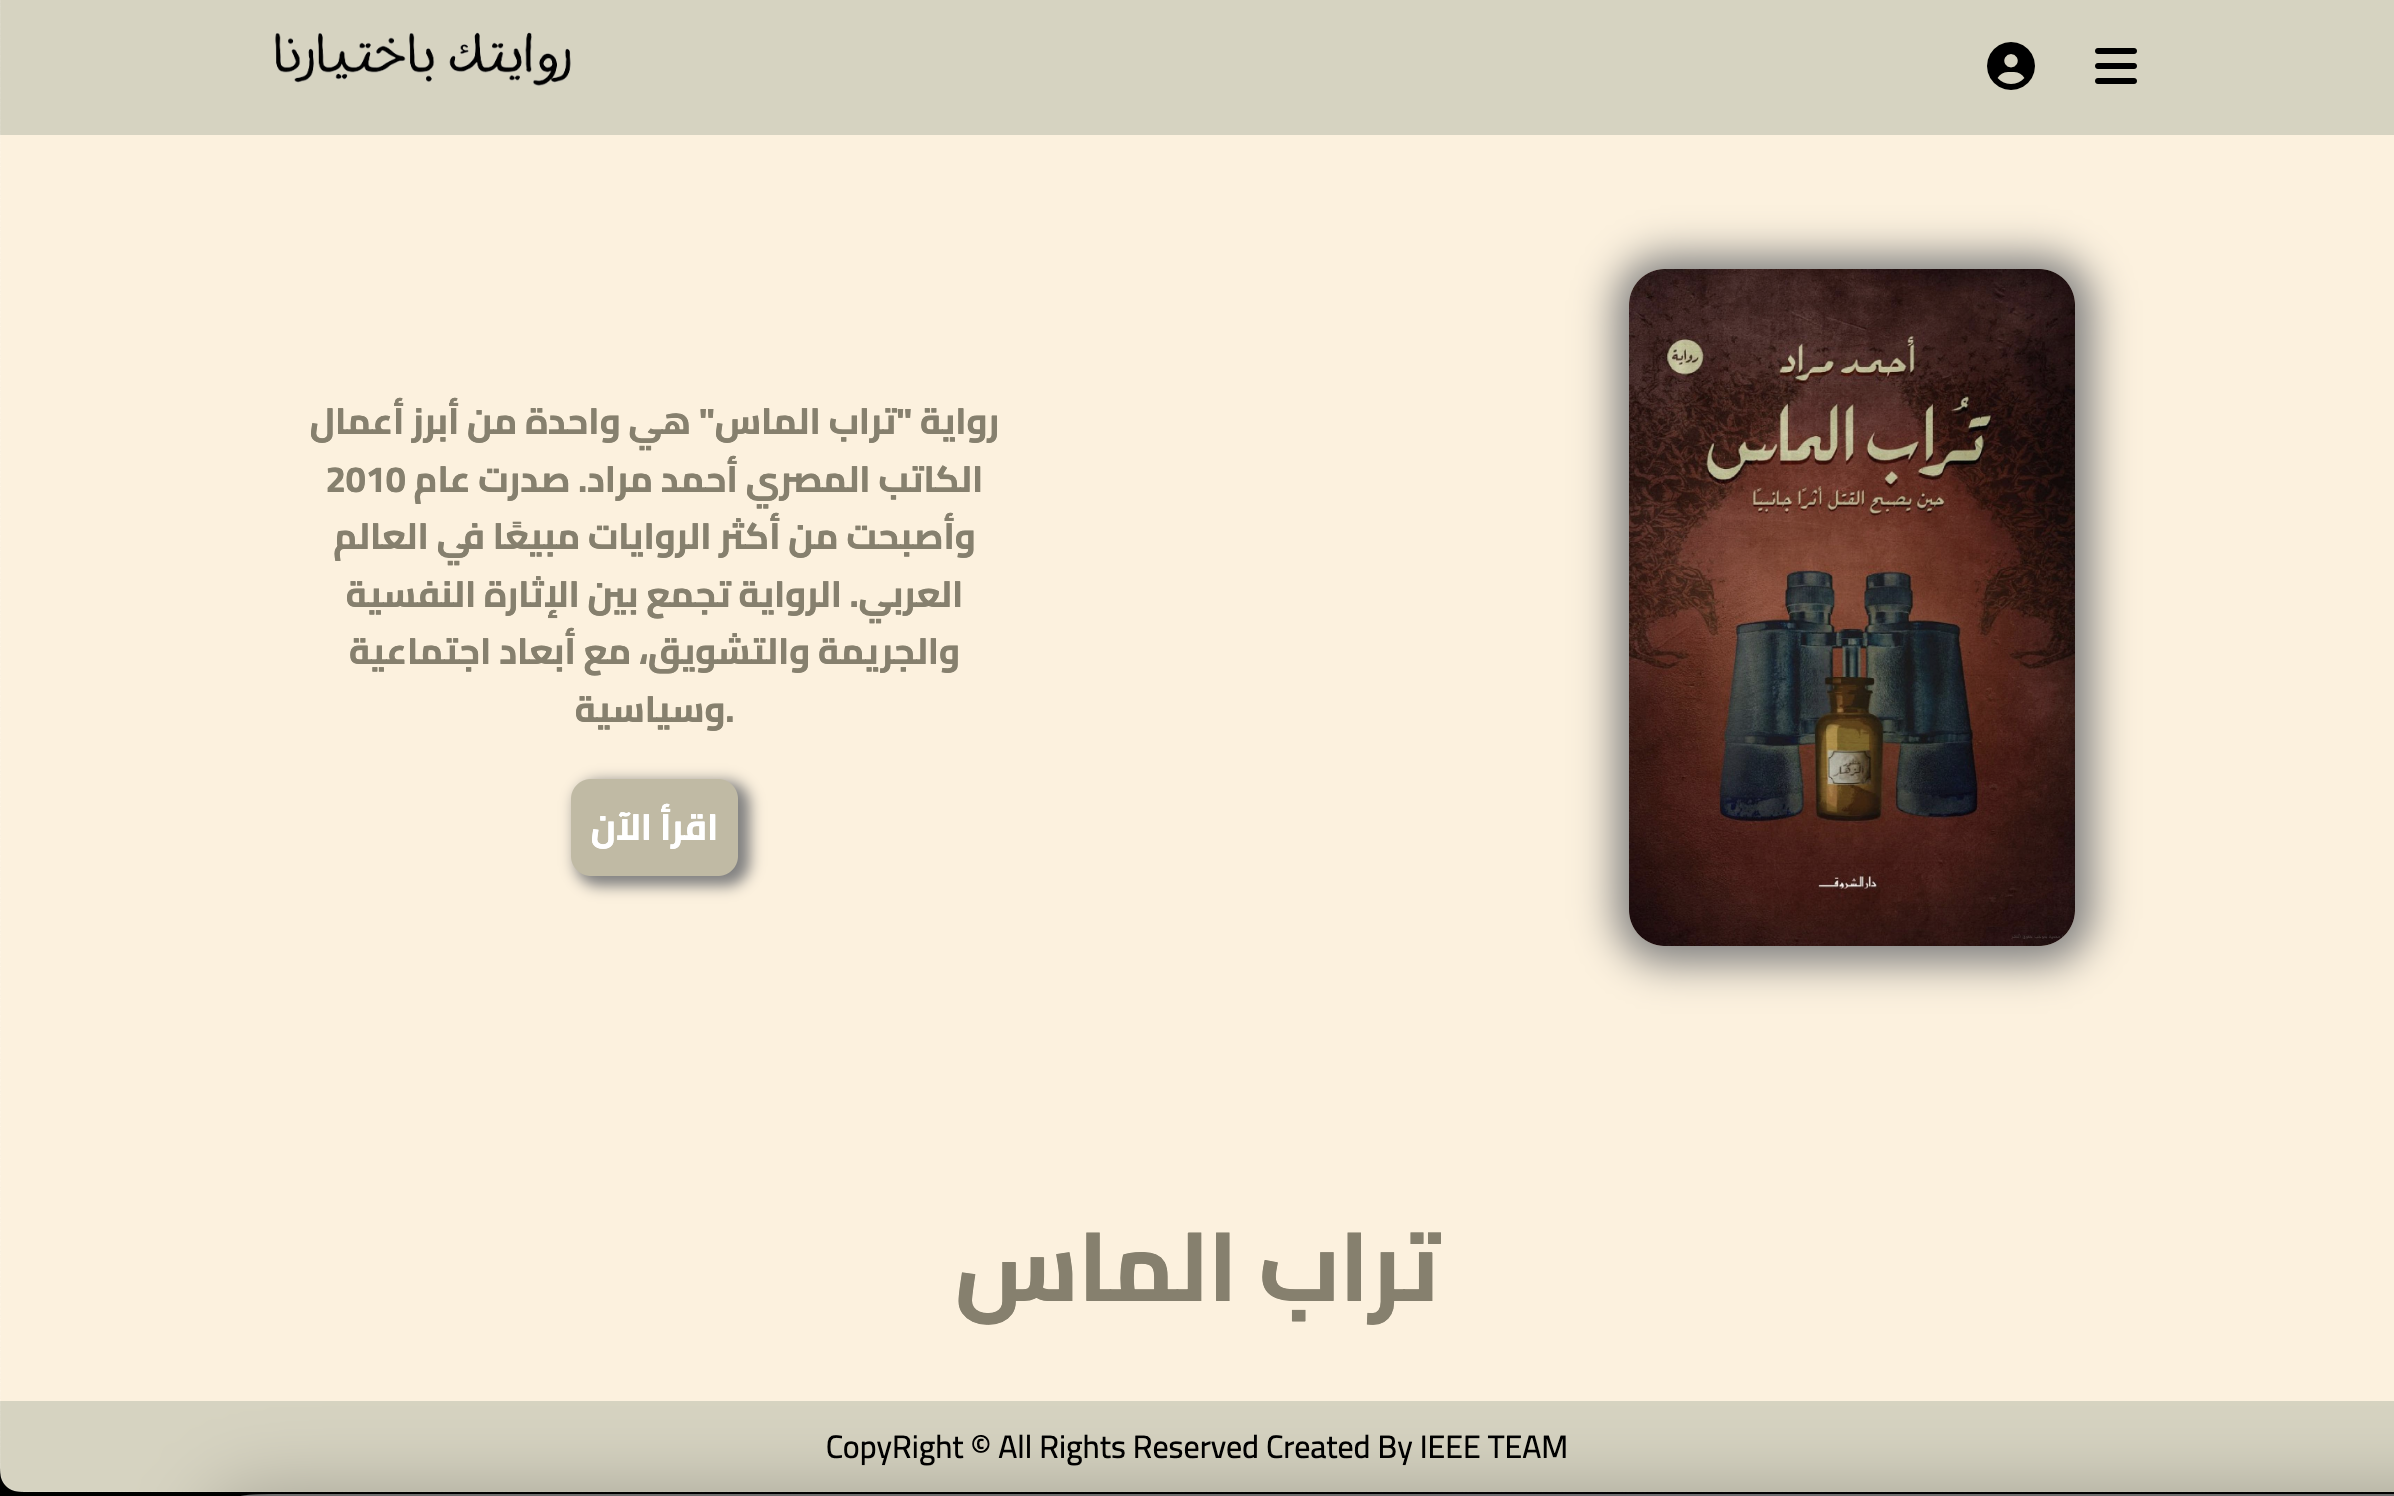 روايتك باختيارنا
رواية "تراب الماس" هي واحدة من أبرز أعمال
الكاتب المصري أحمد مراد. صدرت عام 2010
وأصبحت من أكثر الروايات مبيعًا في العالم
العربي. الرواية تجمع بين الإثارة النفسية
والجريمة والتشويق، مع أبعاد اجتماعية
.وسياسية
اقرأ الآن
رواية
أحمد مراد
تُراب الماس
حين يصبح القتل أثرًا جانبيًا
دار الشروق
تراب الماس
CopyRight © All Rights Reserved Created By IEEE TEAM